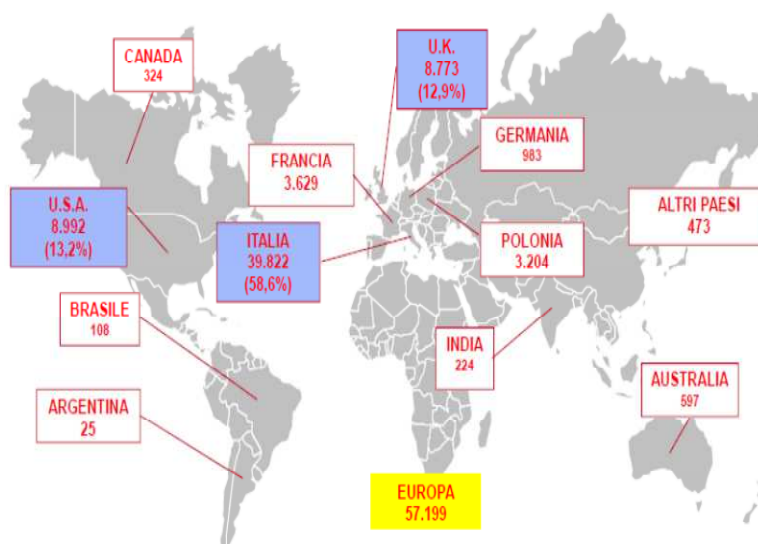 CANADA
324
U.K.
8.773
(12,9%)
GERMANIA
983
FRANCIA
3.629
U.S.A.
8.992
(13,2%)
ITALIA
39.822
(58,6%)
POLONIA
3.204
ALTRI PAESI
473
BRASILE
108
INDIA
224
ARGENTINA
25
AUSTRALIA
597
EUROPA
57.199